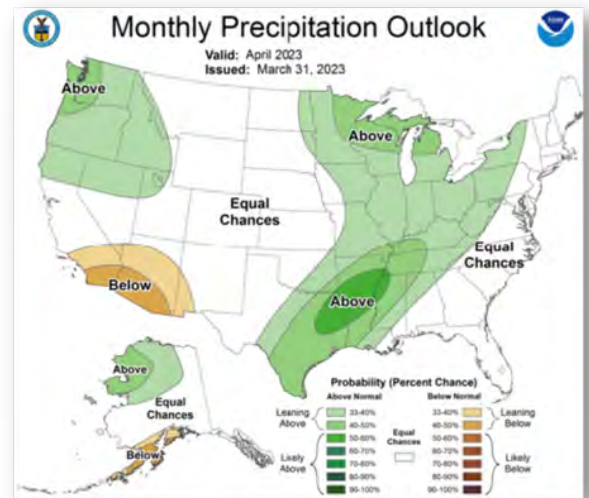 NOAA
Monthly Precipitation Outlook
Valid: April 2023
Issued: March 31, 2023
Above
Above
Equal
Chances
Equal
Chances
Below
Above
Above
Equal
Chances
Below
Probability (Percent Chance)
Above Normal
Below Normal
Leaning
Above
33-40%
40-50%
Likely
Above
50-60%
60-70%
70-80%
80-90%
90-100%
Equal
Chances
33-40%
40-50%
Leaning
Below
50-60%
60-70%
70-80%
80-90%
90-100%
Likely
Below